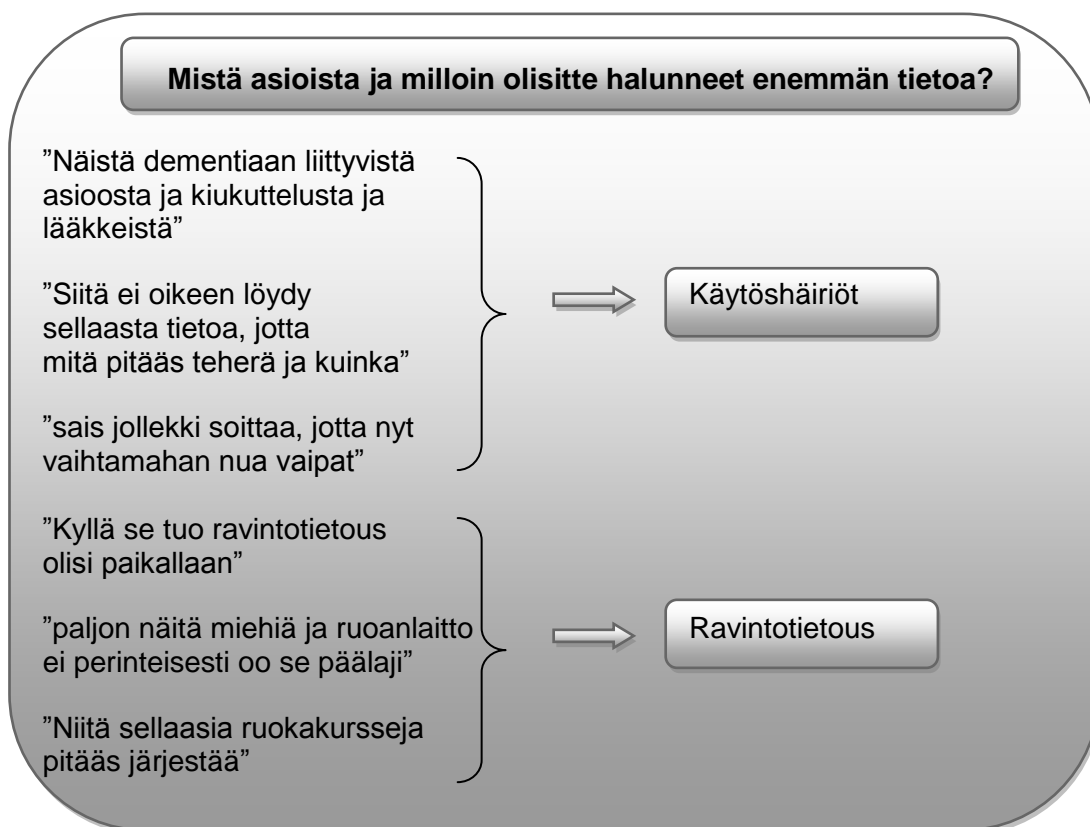 Mistä asioista ja milloin olisitte halunneet enemmän tietoa?
”Näistä dementiaan liittyvistä
asioosta ja kiukuttelusta ja
lääkkeistä”
”Siitä ei oikeen löydy
sellaasta tietoa, jotta
mitä pitääs teherä ja kuinka”
”sais jollekki soittaa, jotta nyt
vaihtamahan nua vaipat”
Käytöshäiriöt
”Kyllä se tuo ravintotietous
olisi paikallaan”
”paljon näitä miehiä ja ruoanlaitto
ei perinteisesti oo se päälaji”
”Niitä sellaasia ruokakursseja
pitääs järjestää”
Ravintotietous